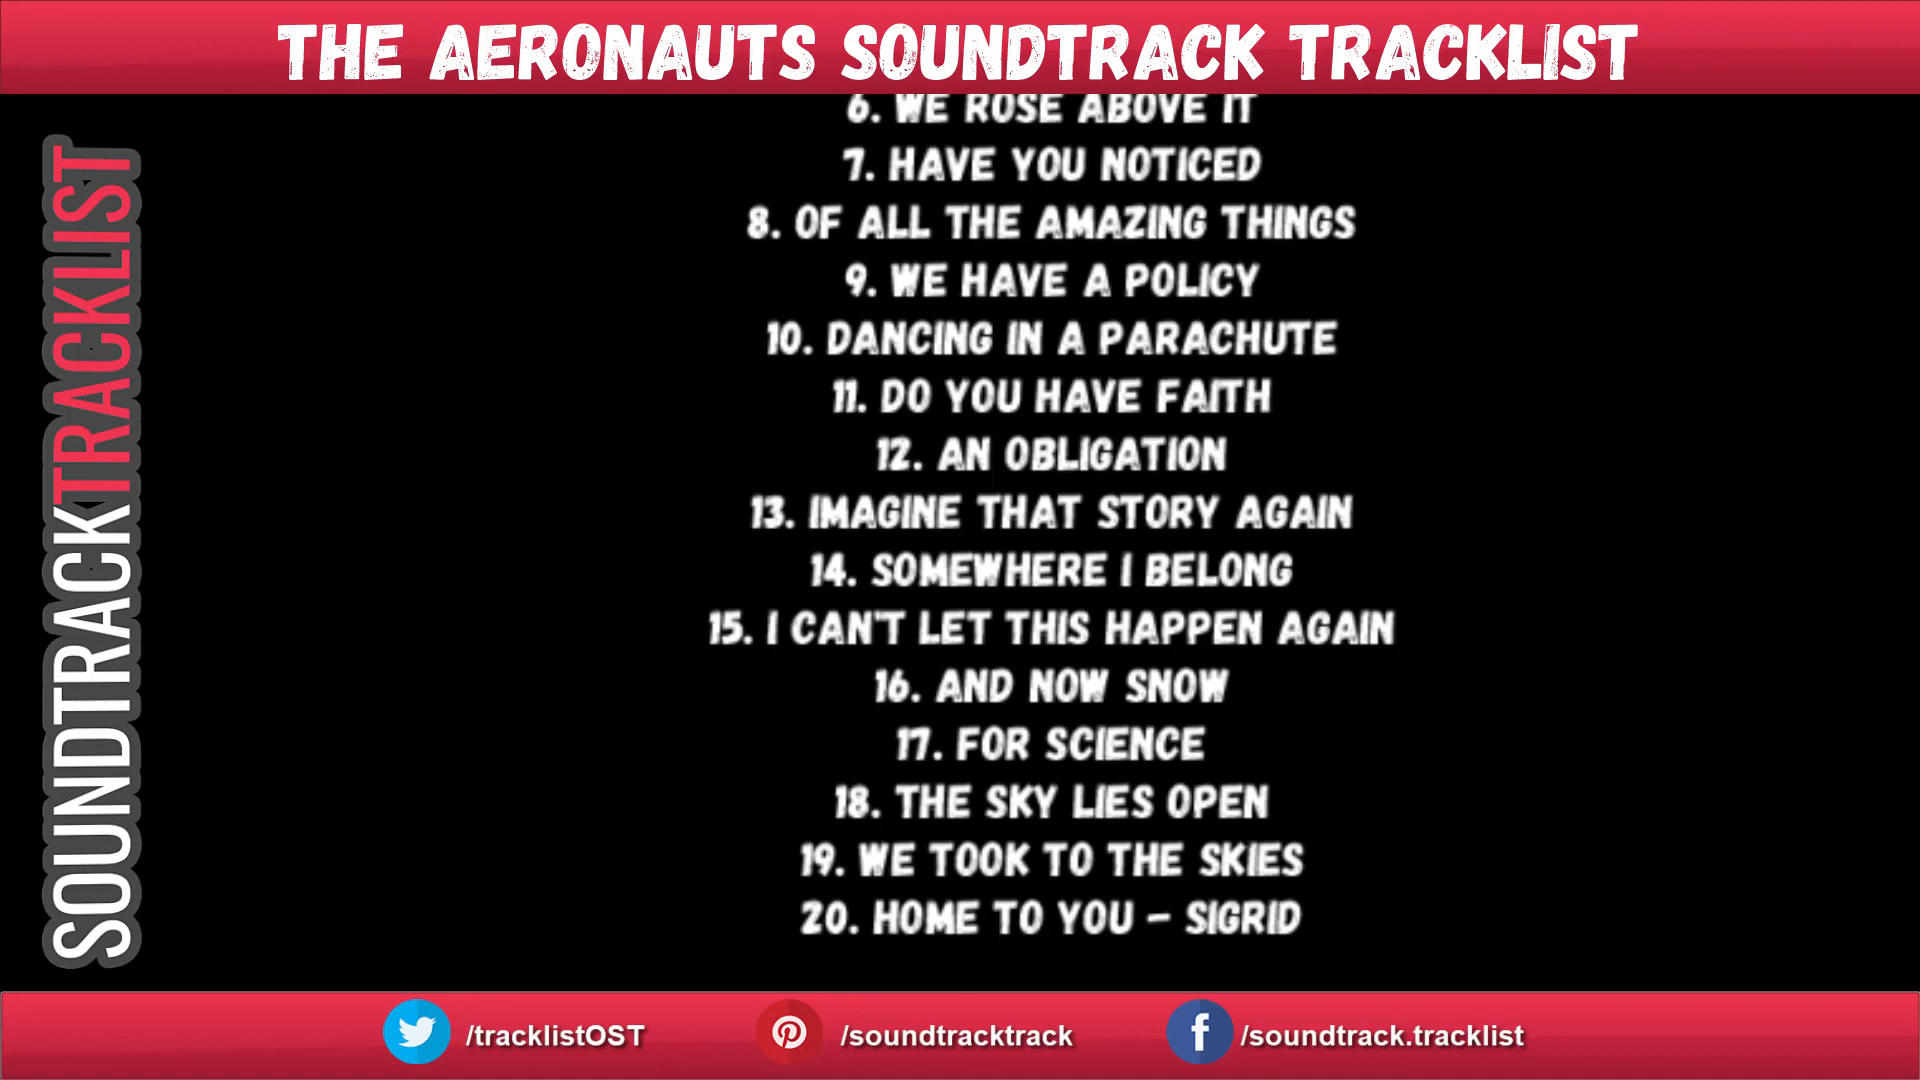 THE AERONAUTS SOUNDTRACK TRACKLIST
6. WE ROSE ABOVE IT
7. HAVE YOU NOTICED
8. OF ALL THE AMAZING THINGS
9. WE HAVE A POLICY
10. DANCING IN A PARACHUTE
11. DO YOU HAVE FAITH
12. AN OBLIGATION
13. IMAGINE THAT STORY AGAIN
14. SOMEWHERE I BELONG
15. I CAN'T LET THIS HAPPEN AGAIN
16. AND NOW SNOW
17. FOR SCIENCE
18. THE SKY LIES OPEN
19. WE TOOK TO THE SKIES
20. HOME TO YOU – SIGRID
SOUNDTRACKTRACKLIST
/tracklistOST
/soundtracktrack
/soundtrack.tracklist